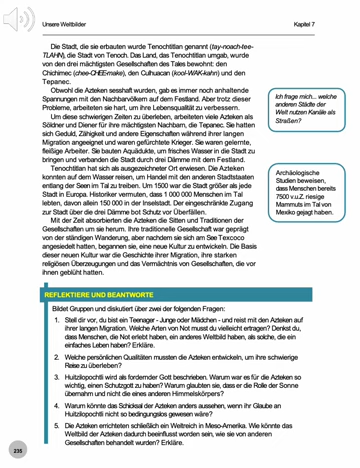 Unsere Weltbilder
Kapitel 7
Die Stadt, die sie erbauten wurde Tenochtitlan genannt (tay-noach-tee-
TLAHN), die Stadt von Tenoch. Das Land, das Tenochtitlan umgab, wurde
von den drei mächtigsten Gesellschaften des Tales bewohnt: den
Chichimec (chee-CHEE-make), den Culhuacan (kool-WAK-kahn) und den
Tepanec.
Obwohl die Azteken sesshaft wurden, gab es immer noch anhaltende
Spannungen mit den Nachbarvölkern auf dem Festland. Aber trotz dieser
Probleme, arbeiteten sie hart, um ihre Lebensqualität zu verbessern.
Um diese schwierigen Zeiten zu überleben, arbeiteten viele Azteken als
Söldner und Diener für ihre mächtigsten Nachbarn, die Tepanec. Sie hatten
sich Geduld, Zähigkeit und andere Eigenschaften während ihrer langen
Migration angeeignet und waren gefürchtete Krieger. Sie waren gelernte,
fleißige Arbeiter. Sie bauten Aquädukte, um frisches Wasser in die Stadt zu
bringen und verbanden die Stadt durch drei Dämme mit dem Festland.
Tenochtitlan hat sich als ausgezeichneter Ort erwiesen. Die Azteken
konnten auf dem Wasser reisen, um Handel mit den anderen Stadtstaaten
entlang der Seen im Tal zu treiben. Um 1500 war die Stadt größer als jede
Stadt in Europa. Historiker vermuten, dass 1 000 000 Menschen im Tal
lebten, davon allein 150 000 in der Inselstadt. Der eingeschränkte Zugang
zur Stadt über die drei Dämme bot Schutz vor Überfällen.
Mit der Zeit absorbierten die Azteken die Sitten und Traditionen der
Gesellschaften um sie herum. Ihre traditionelle Gesellschaft war geprägt
von der ständigen Wanderung, aber nachdem sie sich am See Texcoco
angesiedelt hatten, begannen sie, eine neue Kultur zu entwickeln. Die Basis
dieser neuen Kultur war die Geschichte ihrer Migration, ihre starken
religiösen Überzeugungen und das Vermächtnis von Gesellschaften, die vor
ihnen geblüht hatten.
Ich frage mich... welche
anderen Städte der
Welt nutzen Kanäle als
Straßen?
Archäologische
Studien beweisen,
dass Menschen bereits
7500 v.u.Z. riesige
Mammuts im Tal von
Mexiko gejagt haben.
REFLEKTIERE UND BEANTWORTE
Bildet Gruppen und diskutiert über zwei der folgenden Fragen:
1. Stell dir vor, du bist ein Teenager - Junge oder Mädchen - und reist mit den Azteken auf
ihrer langen Migration. Welche Arten von Not musst du vielleicht ertragen? Denkst du,
dass Menschen, die Not erlebt haben, ein anderes Weltbild haben, als solche, die ein
einfaches Leben haben? Erkläre.
2. Welche persönlichen Qualitäten mussten die Azteken entwickeln, um ihre schwierige
Reise zu überleben?
3. Huitzilopochtli wird als fordernder Gott beschrieben. Warum war es für die Azteken so
wichtig, einen Schutzgott zu haben? Warum glaubten sie, dass er die Rolle der Sonne
übernahm und nicht die eines anderen Himmelskörpers?
4. Warum könnte das Schicksal der Azteken anders aussehen, wenn ihr Glaube an
Huitzilopochtli nicht so bedingungslos gewesen wäre?
5. Die Azteken errichteten schließlich ein Weltreich in Meso-Amerika. Wie könnte das
Weltbild der Azteken dadurch beeinflusst worden sein, wie sie von anderen
Gesellschaften behandelt wurden? Erkläre.
235